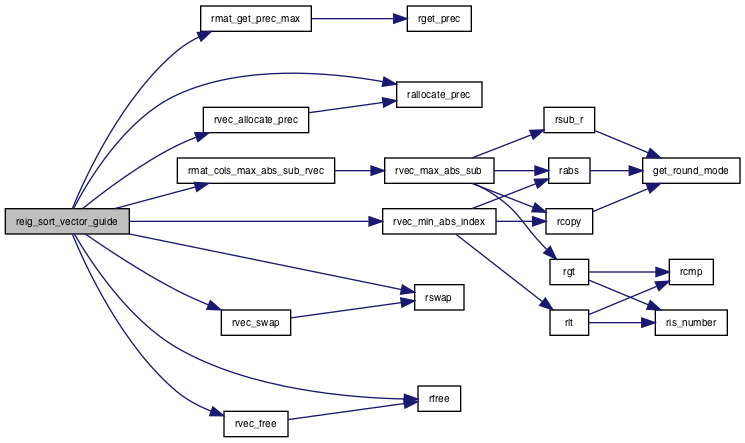 rmat_get_prec_max
rget_prec
rallocate_prec
rvec_allocate_prec
rsub_r
rmat_cols_max_abs_sub_rvec
rvec_max_abs_sub
rabs
get_round_mode
reig_sort_vector_guide
rvec_min_abs_index
rcopy
rgt
rcmp
rswap
rvec_swap
rlt
ris_number
rfree
rvec_free